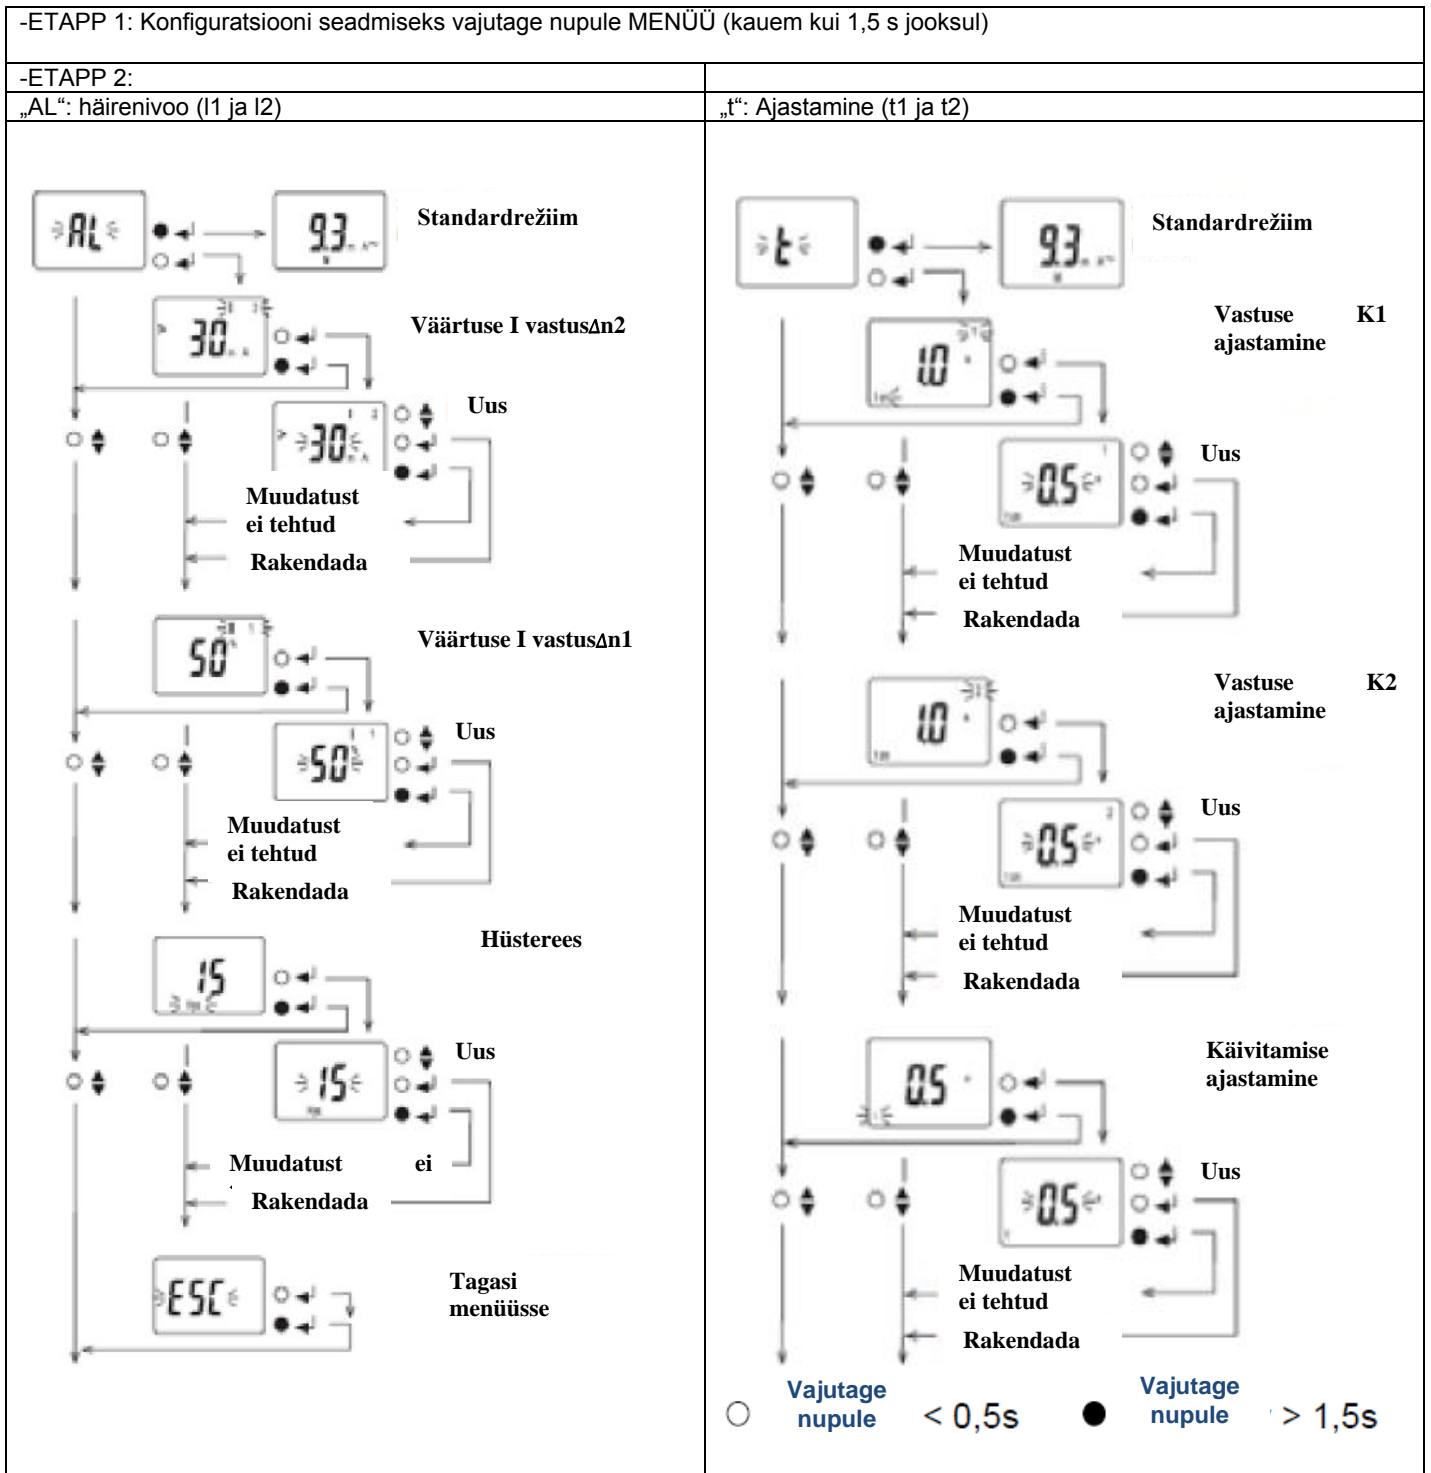 -ETAPP 1: Konfiguratsiooni seadmiseks vajutage nupule MENÜÜ (kauem kui 1,5 s jooksul)
-ETAPP 2:
„AL“: häirenivoo (I1 ja I2)
AL
9.3
Standardrežiim
30
Väärtuse I vastusΔn2
30
Uus
Muudatust
ei tehtud
Rakendada
50
Väärtuse I vastusΔn1
50
Uus
Muudatust
ei tehtud
Rakendada
15
Hüsterees
15
Uus
Muudatust ei
Rakendada
ESC
Tagasi
menüüsse
„t“: Ajastamine (t1 ja t2)
t
9.3
Standardrežiim
1.0
Vastuse K1
ajastamine
0.5
Uus
Muudatust
ei tehtud
Rakendada
1.0
Vastuse K2
ajastamine
0.5
Uus
Muudatust
ei tehtud
Rakendada
0.5
Käivitamise
ajastamine
0.5
Uus
Muudatust
ei tehtud
Rakendada
Vajutage
nupule < 0,5s
Vajutage
nupule > 1,5s